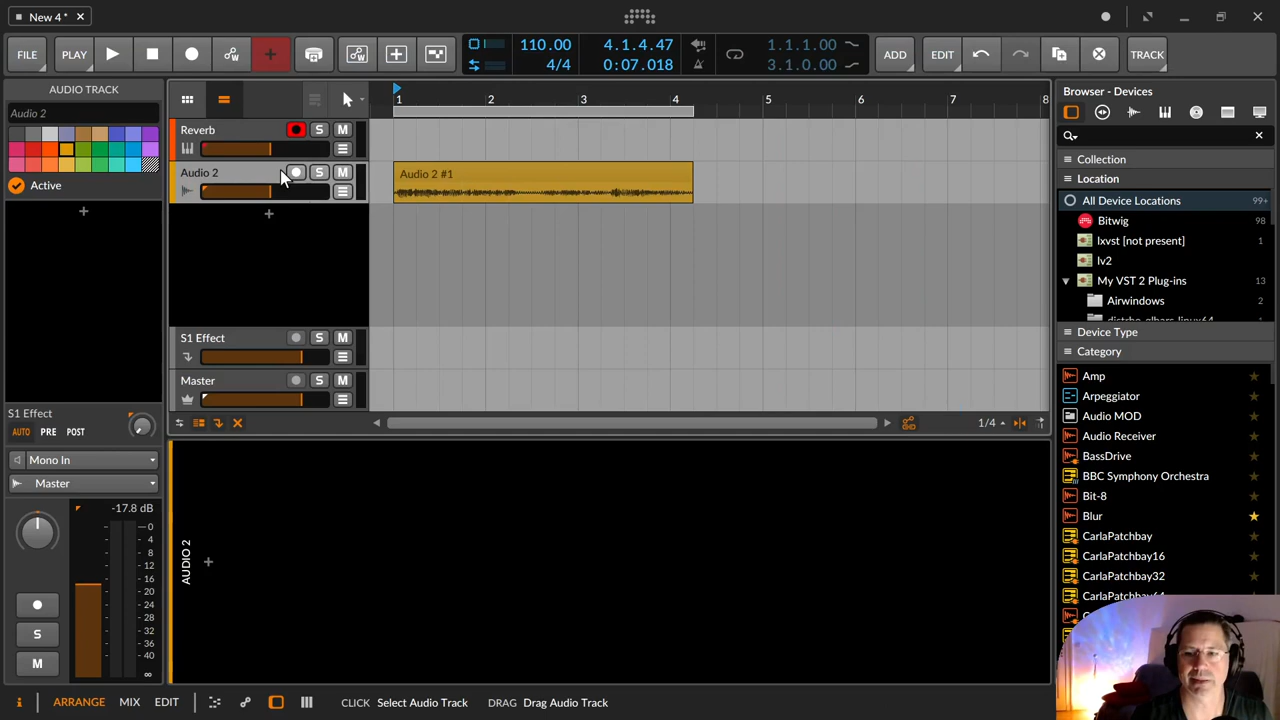 New 4 *
FILE
PLAY
110.00
4/4
4.1.4.47
0:07.018
1.1.1.00
3.1.0.00
ADD
EDIT
TRACK
AUDIO TRACK
Audio 2
Active
1 2 3 4 5 6 7 8
Reverb
S M
Audio 2
S M
Audio 2 #1
S1 Effect
S M
Master
S M
1/4
S1 Effect
AUTO PRE POST
Mono In
Master
-17.8 dB
0
4
8
12
16
20
24
28
32
36
40
∞
S
M
AUDIO 2
Browser - Devices
Collection
Location
All Device Locations 99+
Bitwig 98
lxvst [not present] 1
lv2
My VST 2 Plug-ins 13
Airwindows 2
Device Type
Category
Amp
Arpeggiator
Audio MOD
Audio Receiver
BassDrive
BBC Symphony Orchestra
Bit-8
Blur
CarlaPatchbay
CarlaPatchbay16
CarlaPatchbay32
ARRANGE MIX EDIT
CLICK Select Audio Track DRAG Drag Audio Track